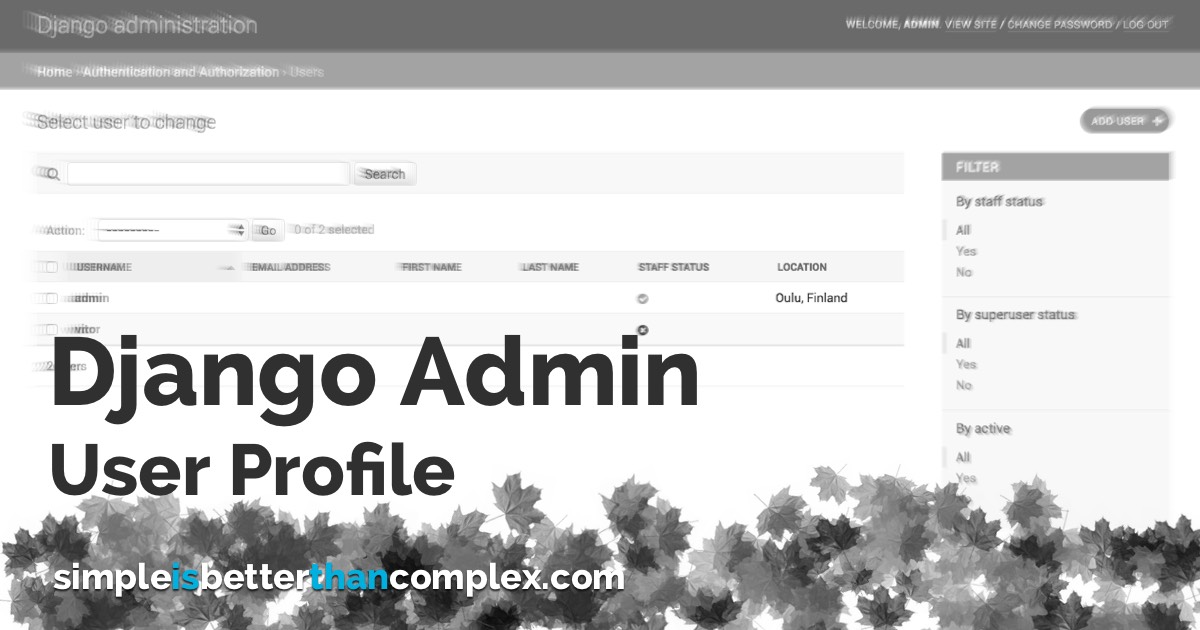 Django administration
WELCOME, ADMIN. VIEW SITE / CHANGE PASSWORD / LOG OUT
Home › Authentication and Authorization › Users
Select user to change
ADD USER +
Search
FILTER
By staff status
All
Yes
No
Action: --------- Go 0 of 2 selected
USERNAME EMAIL ADDRESS FIRST NAME LAST NAME STAFF STATUS LOCATION
admin Oulu, Finland
vitor
By superuser status
All
Yes
No
By active
All
Yes
Django Admin
User Profile
simpleisbetterthancomplex.com